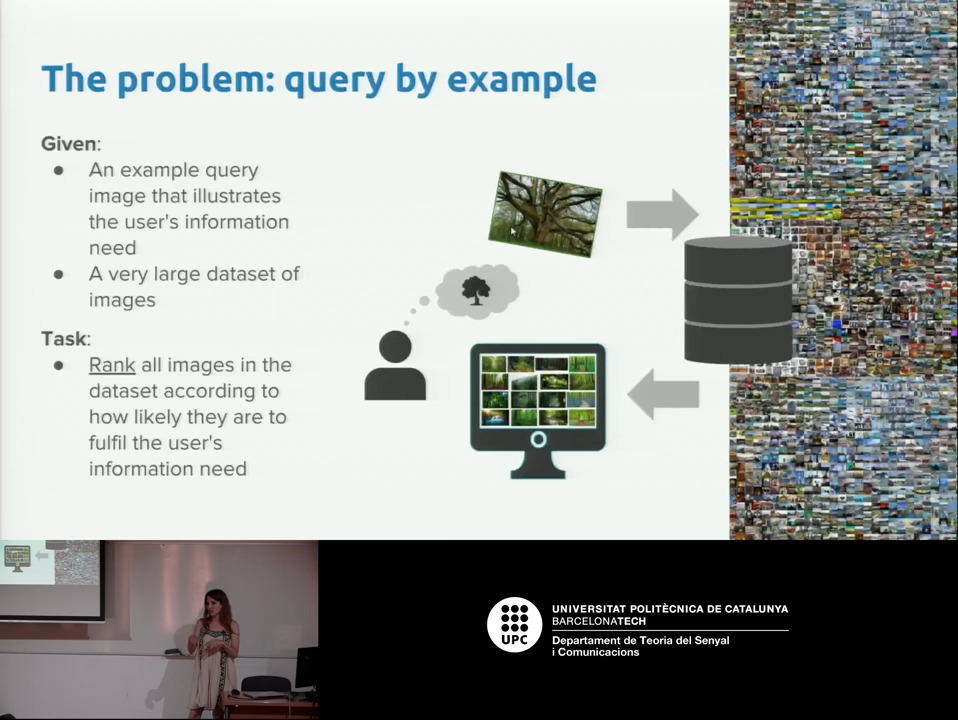 The problem: query by example
Given:
● An example query
image that illustrates
the user's information
need
● A very large dataset of
images
Task:
● Rank all images in the
dataset according to
how likely they are to
fulfil the user's
information need
UPC
UNIVERSITAT POLITÈCNICA DE CATALUNYA
BARCELONATECH
Departament de Teoria del Senyal
i Comunicacions